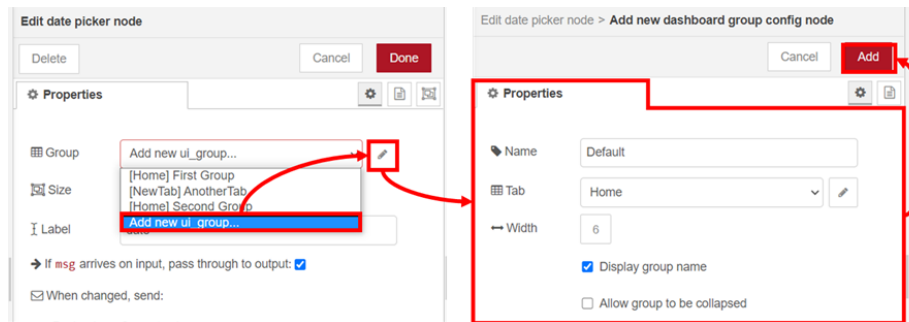 Edit date picker node
Delete
Cancel
Done
Properties
Group
Add new ui_group...
[Home] First Group
[NewTab] AnotherTab
[Home] Second Group
Add new ui_group...
Size
Label
date
If msg arrives on input, pass through to output:
When changed, send:
Edit date picker node > Add new dashboard group config node
Cancel
Add
Properties
Name
Default
Tab
Home
Width
6
Display group name
Allow group to be collapsed